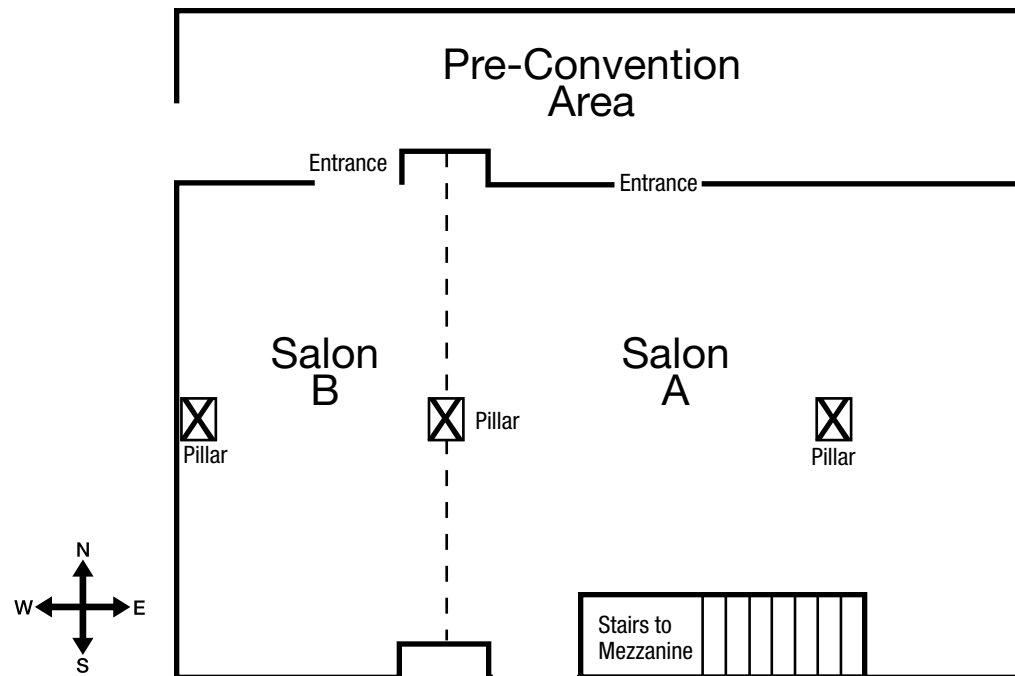 Pre-Convention
Area
Entrance
Entrance
Salon
B
Salon
A
Pillar
Pillar
Pillar
N
W
E
S
Stairs to
Mezzanine